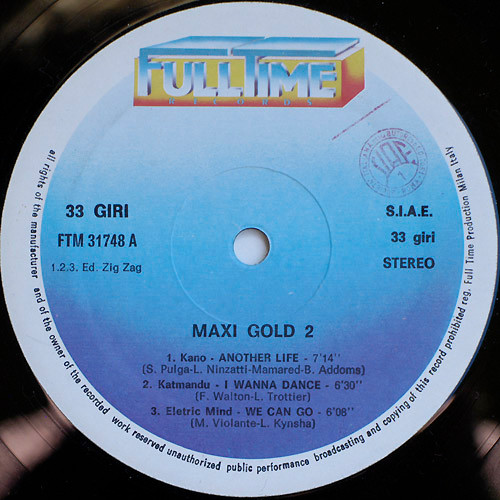 FULL TIME
RECORDS
33 GIRI
FTM 31748 A
1.2.3. Ed. Zig Zag
S.I.A.E.
33 giri
STEREO
MAXI GOLD 2
1. Kano - ANOTHER LIFE - 7'14''
(S. Pulga-L. Ninzatti-Mamared-B. Addoms)
2. Katmandu - I WANNA DANCE - 6'30''
(F. Walton-L. Trottier)
3. Eletric Mind - WE CAN GO - 6'08''
(M. Violante-L. Kynsha)
all rights of the manufacturer and of the owner of the recorded work reserved unauthorized public performance broadcasting and copying of this record prohibited reg. Full Time Production Milan Italy